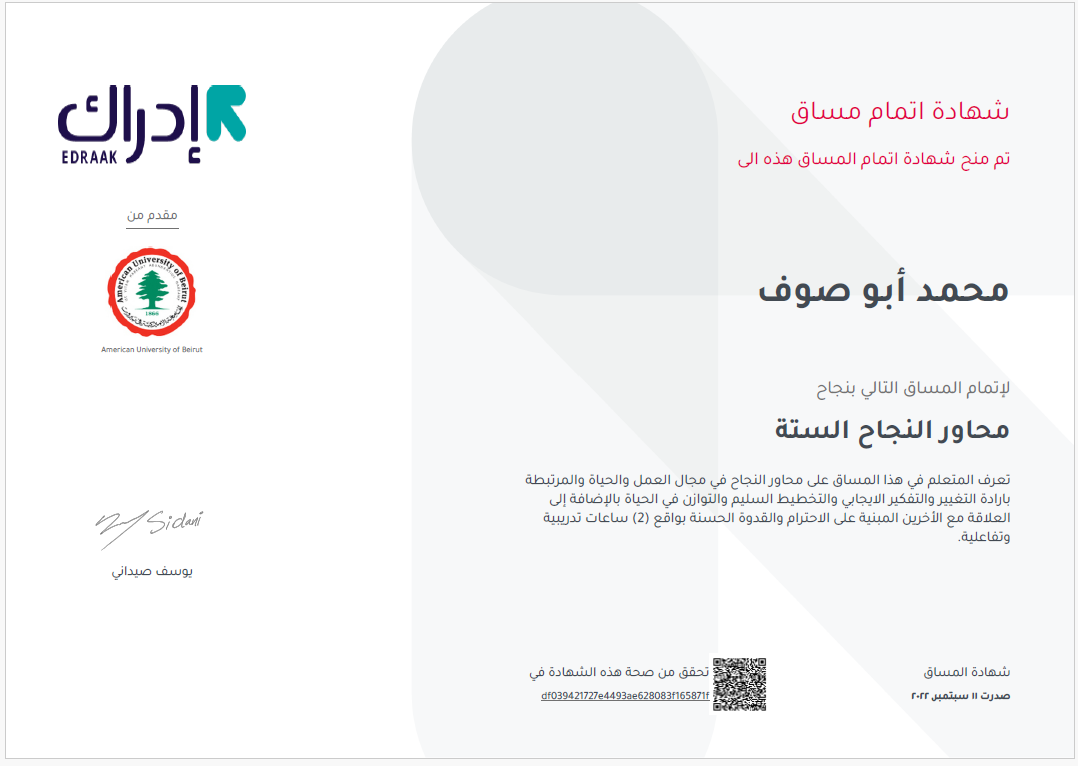 إدراك
EDRAAK
شهادة اتمام مساق
تم منح شهادة اتمام المساق هذه الى
مقدم من
American University of Beirut
1866
American University of Beirut
محمد أبو صوف
لإتمام المساق التالي بنجاح
محاور النجاح الستة
تعرف المتعلم في هذا المساق على محاور النجاح في مجال العمل والحياة والمرتبطة
بارادة التغيير والتفكير الايجابي والتخطيط السليم والتوازن في الحياة بالإضافة إلى
العلاقة مع الأخرين المبنية على الاحترام والقدوة الحسنة بواقع (2) ساعات تدريبية
وتفاعلية.
Sidani
يوسف صيداني
شهادة المساق
صدرت ١١ سبتمبر ٢٠٢٢
تحقق من صحة هذه الشهادة في
df039421727e4493ae628083f165871f